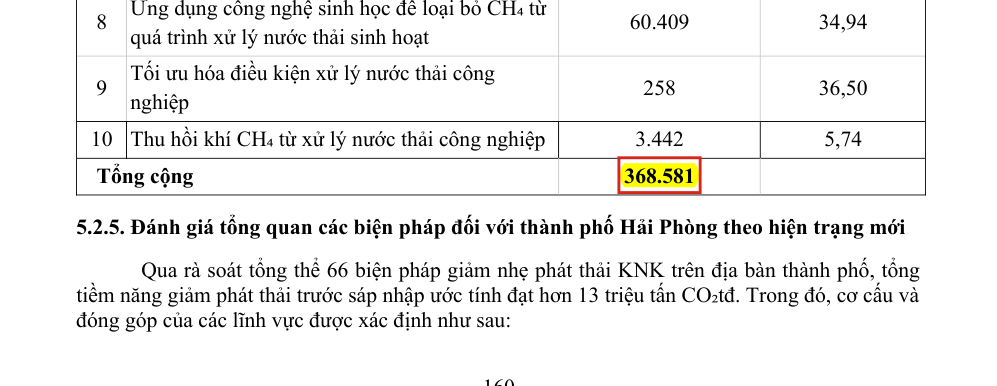 8 Ứng dụng công nghệ sinh học để loại bỏ CH₄ từ quá trình xử lý nước thải sinh hoạt 60.409 34,94
9 Tối ưu hóa điều kiện xử lý nước thải công nghiệp 258 36,50
10 Thu hồi khí CH₄ từ xử lý nước thải công nghiệp 3.442 5,74
Tổng cộng 368.581
5.2.5. Đánh giá tổng quan các biện pháp đối với thành phố Hải Phòng theo hiện trạng mới
Qua rà soát tổng thể 66 biện pháp giảm nhẹ phát thải KNK trên địa bàn thành phố, tổng
tiềm năng giảm phát thải trước sáp nhập ước tính đạt hơn 13 triệu tấn CO₂tđ. Trong đó, cơ cấu và
đóng góp của các lĩnh vực được xác định như sau:
160